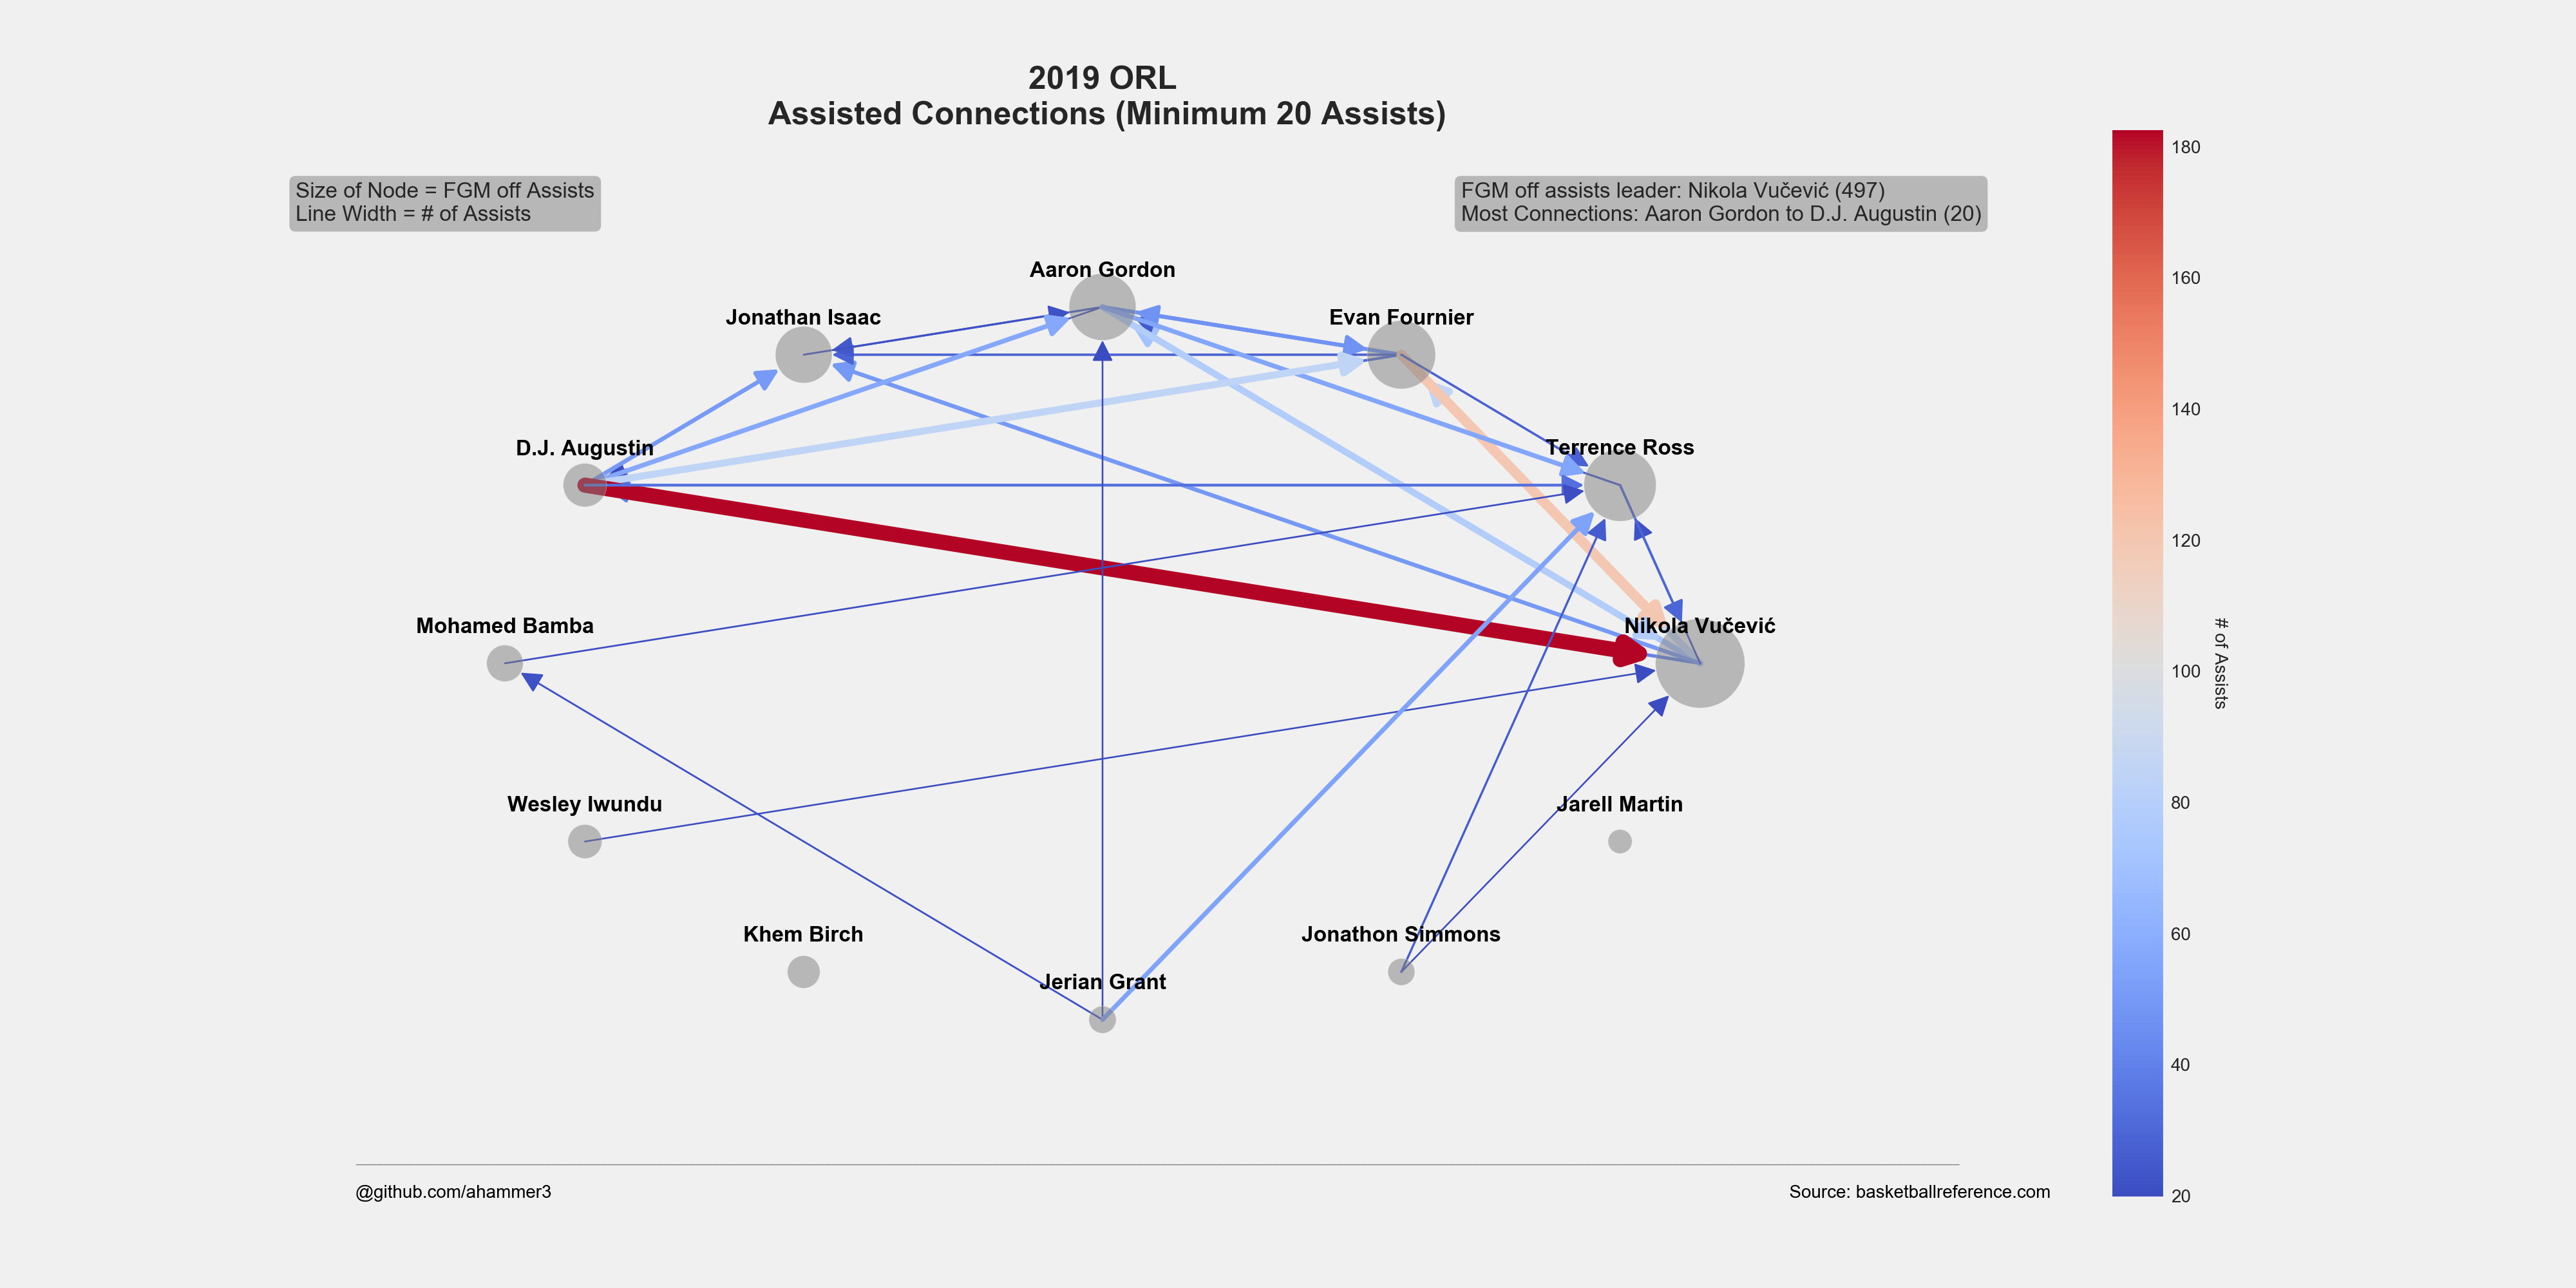 2019 ORL
Assisted Connections (Minimum 20 Assists)
Size of Node = FGM off Assists
Line Width = # of Assists
FGM off assists leader: Nikola Vučević (497)
Most Connections: Aaron Gordon to D.J. Augustin (20)
Aaron Gordon
Jonathan Isaac
Evan Fournier
D.J. Augustin
Terrence Ross
Mohamed Bamba
Nikola Vučević
Wesley Iwundu
Jarell Martin
Khem Birch
Jonathon Simmons
Jerian Grant
180
160
140
120
100
80
60
40
20
# of Assists
@github.com/ahammer3
Source: basketballreference.com